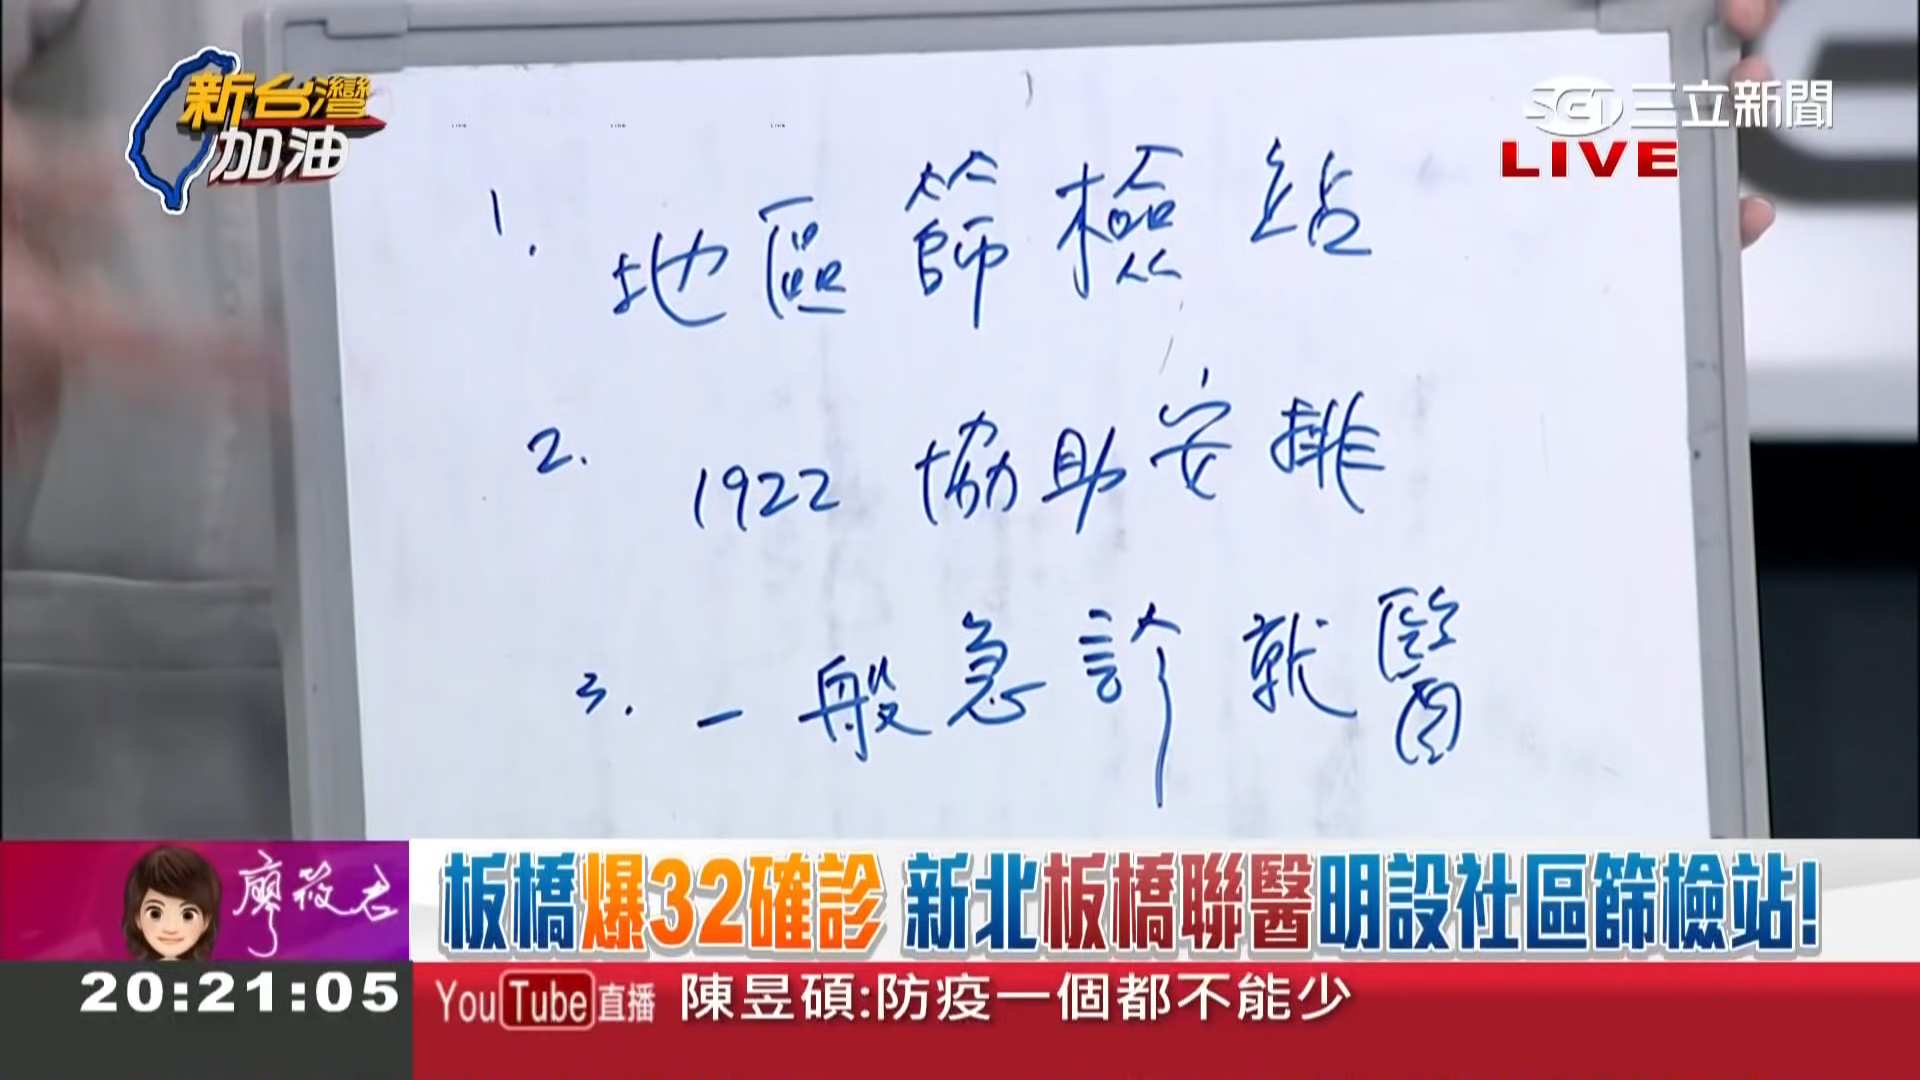 新台灣
加油
SET三立新聞
LIVE
1. 地區篩檢站
2. 1922 協助安排
3. 一般急診就醫
廖筱君
板橋爆32確診 新北板橋聯醫明設社區篩檢站!
20:21:05
YouTube直播 陳昱碩:防疫一個都不能少